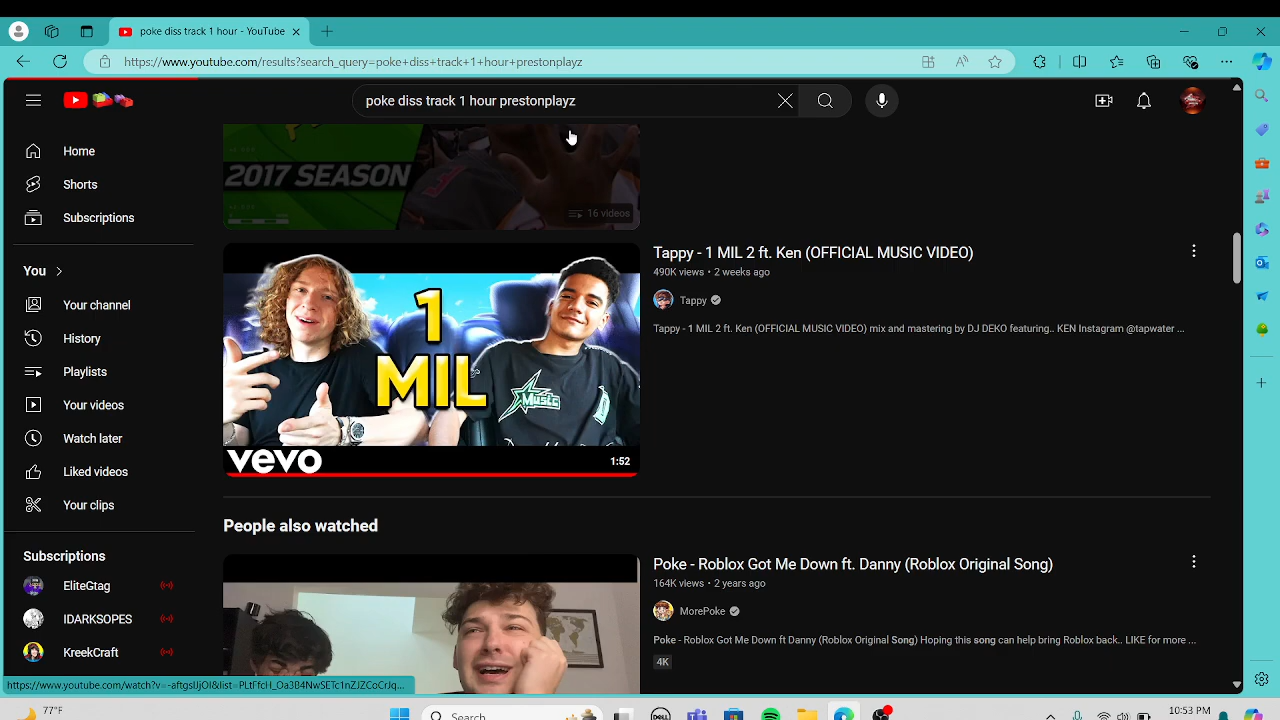 poke diss track 1 hour - YouTube
https://www.youtube.com/results?search_query=poke+diss+track+1+hour+prestonplayz
poke diss track 1 hour prestonplayz
Home
Shorts
Subscriptions
You
Your channel
History
Playlists
Your videos
Watch later
Liked videos
Your clips
Subscriptions
EliteGtag
IDARKSOPES
KreekCraft
2017 SEASON
16 videos
1
MIL
Music
vevo
1:52
Tappy - 1 MIL 2 ft. Ken (OFFICIAL MUSIC VIDEO)
490K views • 2 weeks ago
Tappy
Tappy - 1 MIL 2 ft. Ken (OFFICIAL MUSIC VIDEO) mix and mastering by DJ DEKO featuring.. KEN Instagram @tapwater ...
People also watched
Poke - Roblox Got Me Down ft. Danny (Roblox Original Song)
164K views • 2 years ago
MorePoke
Poke - Roblox Got Me Down ft Danny (Roblox Original Song) Hoping this song can help bring Roblox back.. LIKE for more ...
4K
77°F
Search
DELL
10:53 PM